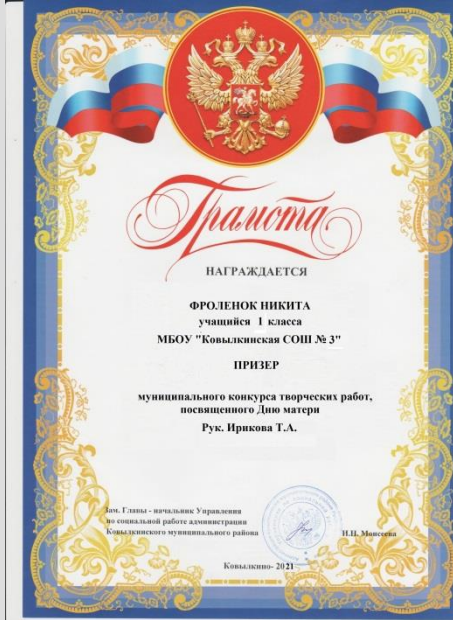 Грамота
НАГРАЖДАЕТСЯ
ФРОЛЕНОК НИКИТА
учащийся 1 класса
МБОУ "Ковылкинская СОШ № 3"
ПРИЗЕР
муниципального конкурса творческих работ,
посвященного Дню матери
Рук. Ирикова Т.А.
Зам. Главы - начальник Управления
по социальной работе администрации
Ковылкинского муниципального района
И.Н. Моисеева
Ковылкино- 2021